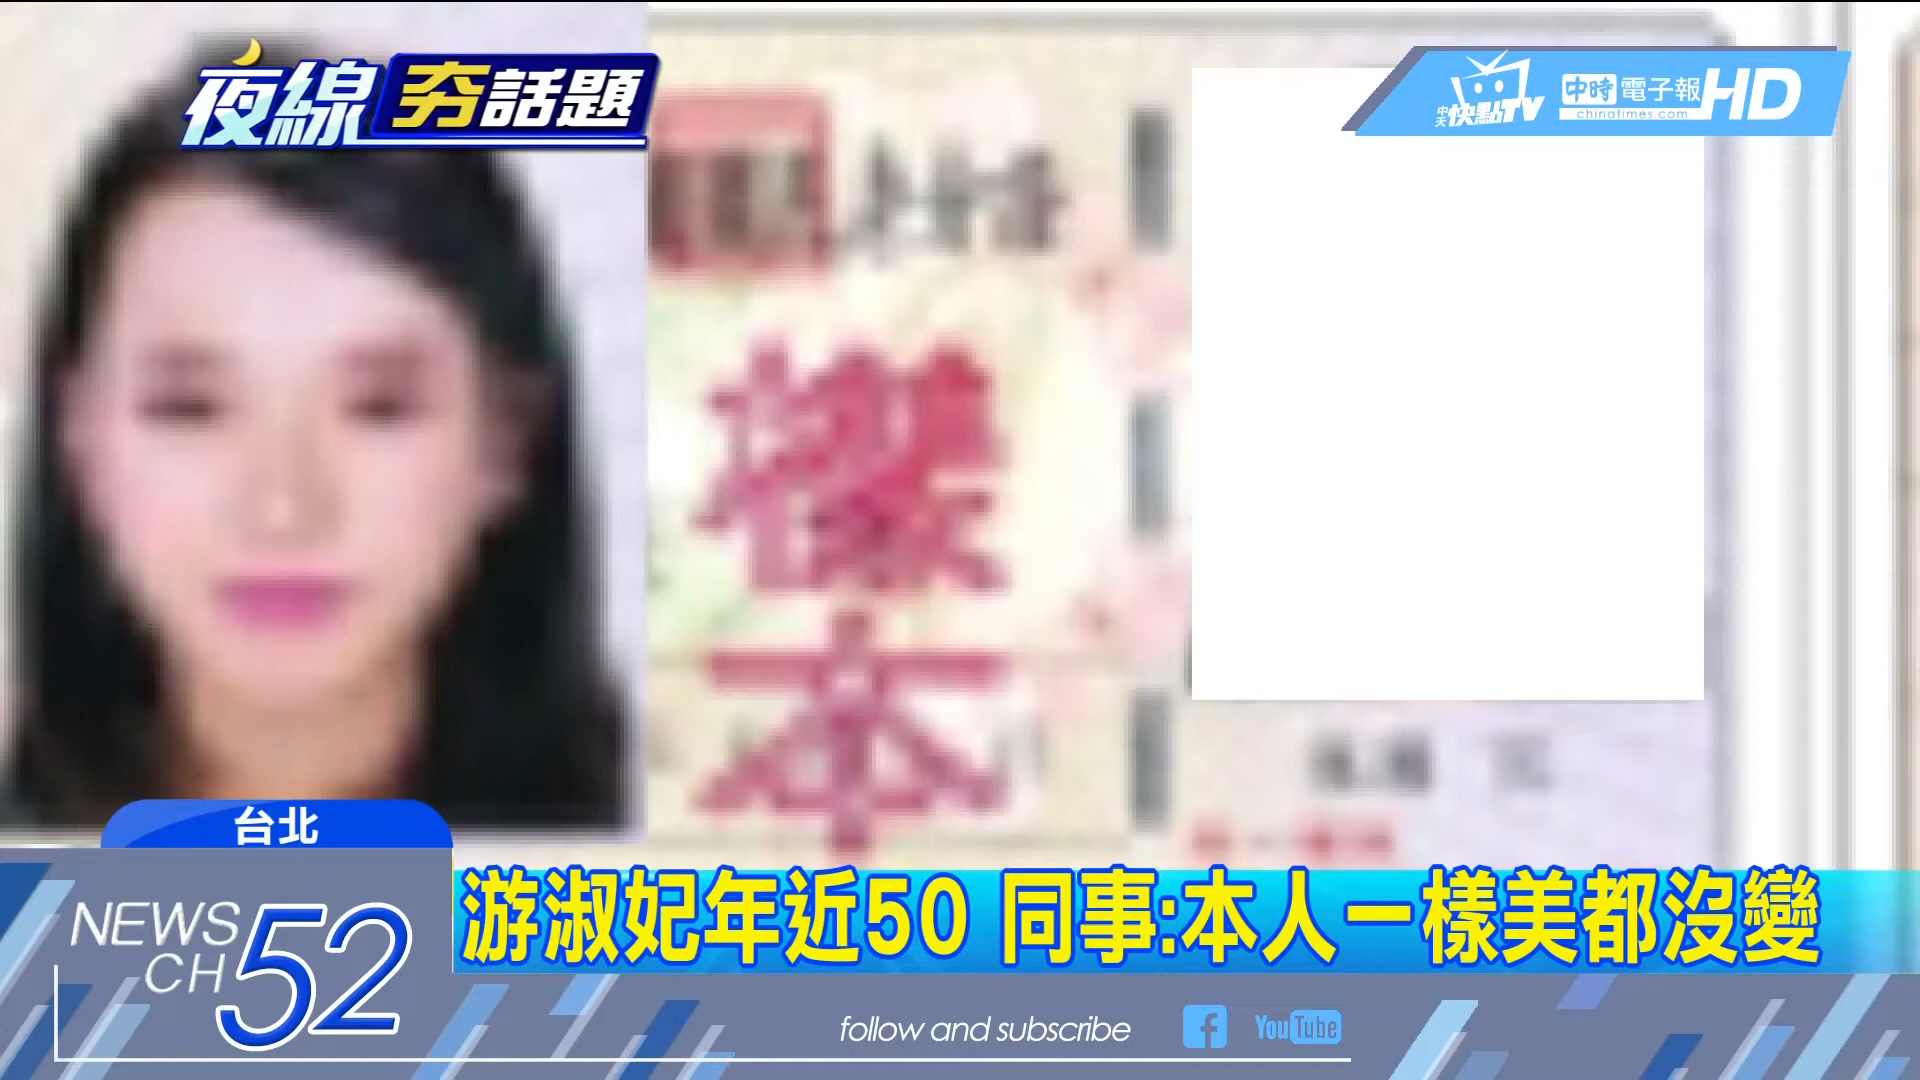 夜線 夯話題
中天快點TV 中時電子報 HD
chinatimes.com
樣
本
台北
游淑妃年近50 同事:本人一樣美都沒變
NEWS
CH 52
follow and subscribe YouTube